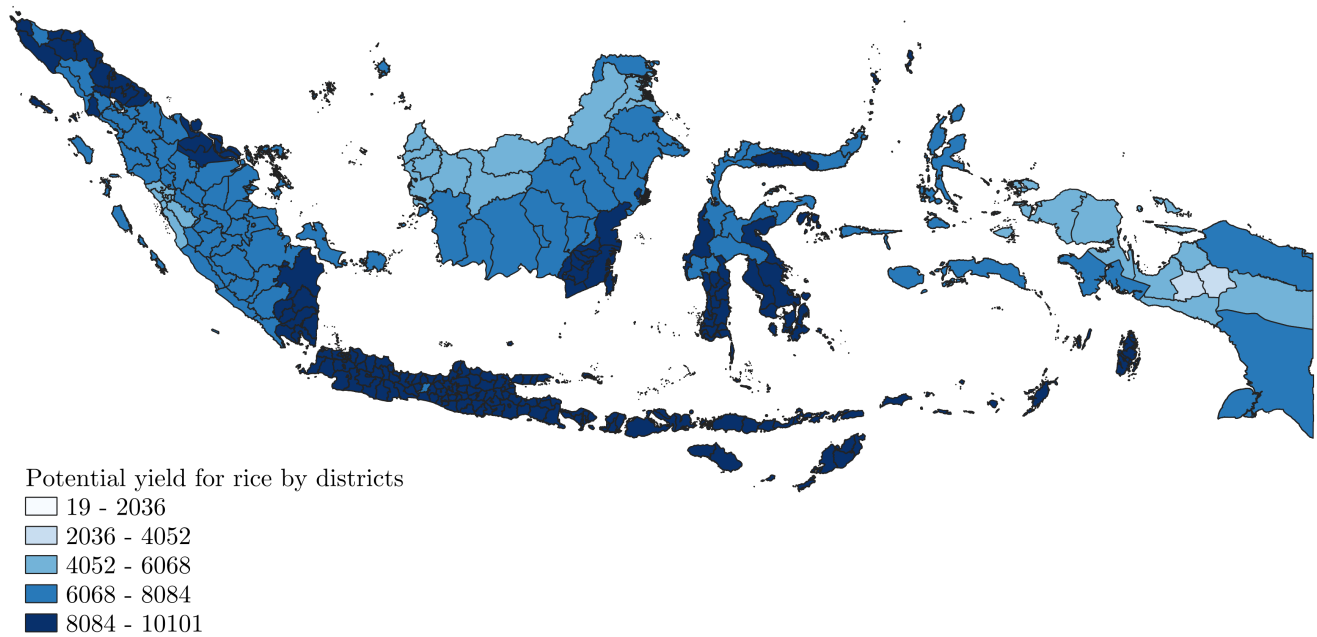 Potential yield for rice by districts
19 - 2036
2036 - 4052
4052 - 6068
6068 - 8084
8084 - 10101